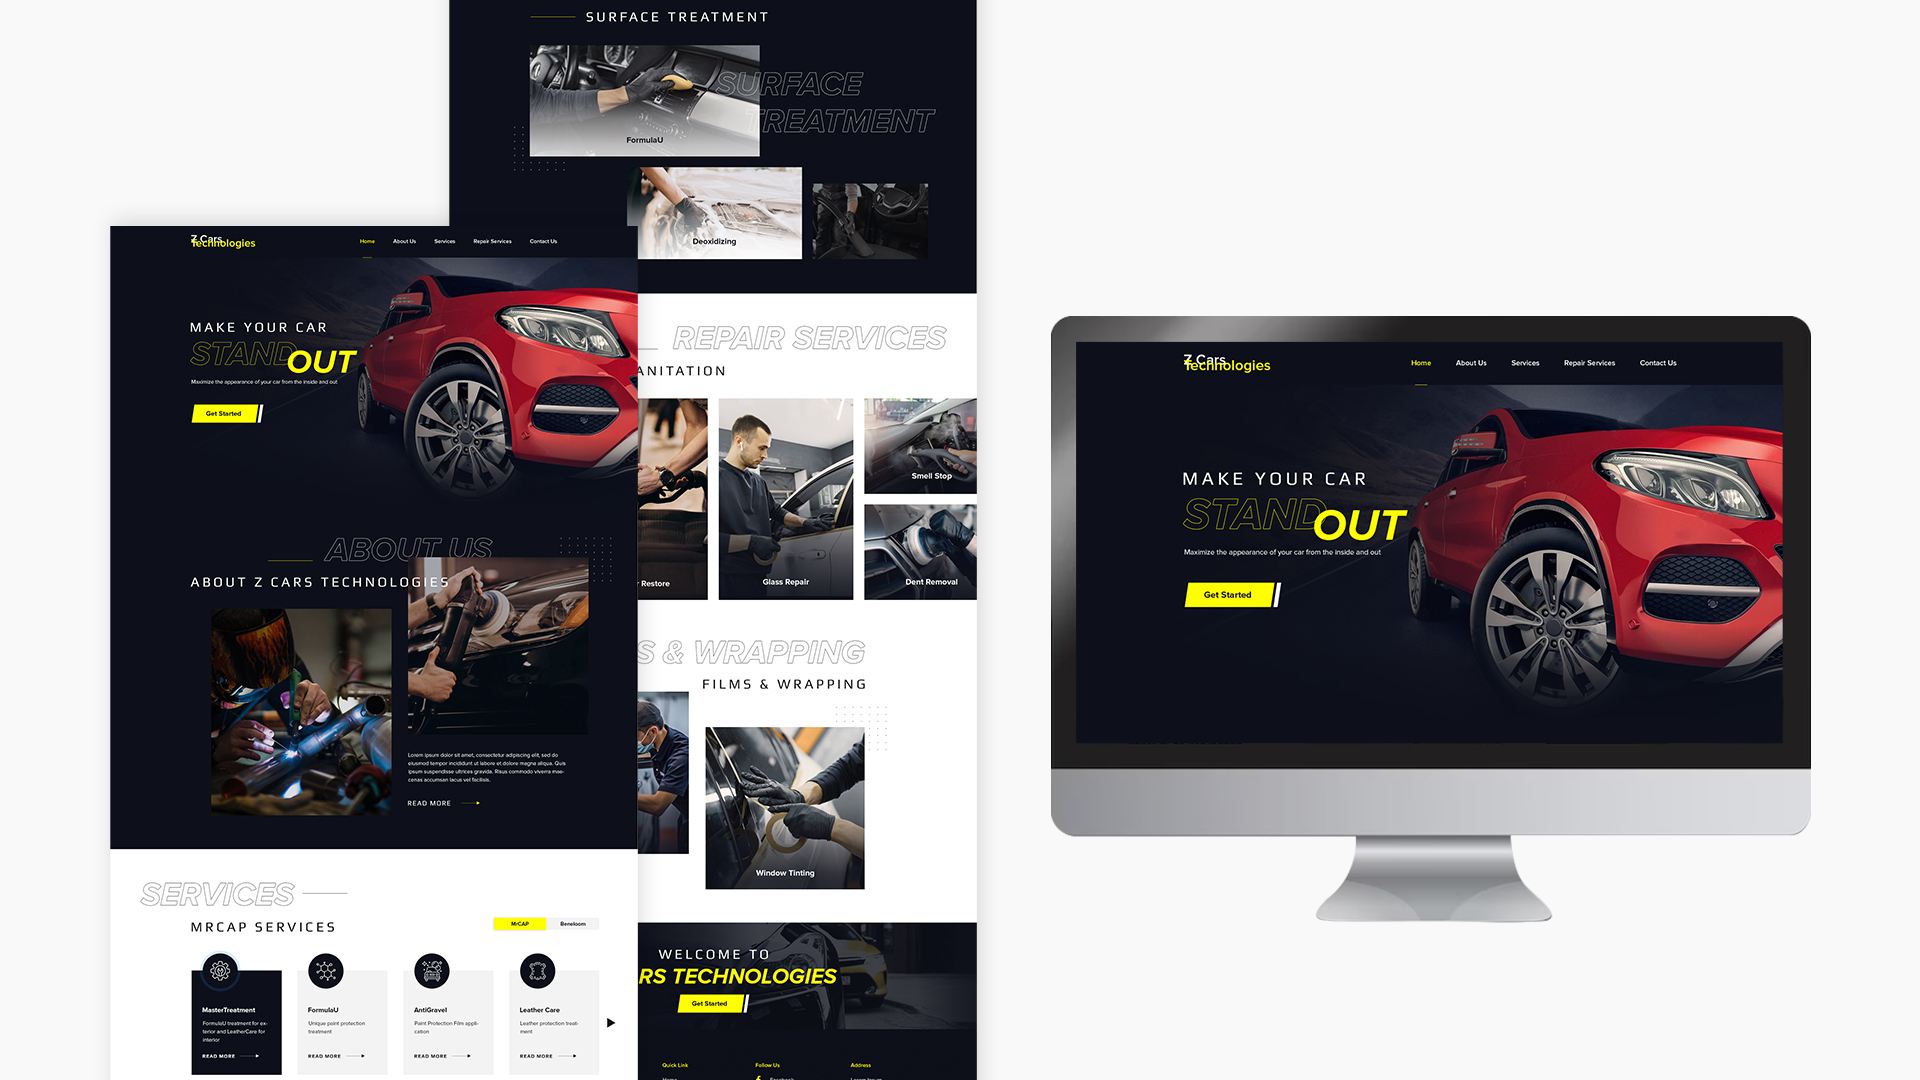 SURFACE TREATMENT
SURFACE
TREATMENT
FormulaU
Deoxidizing
REPAIR SERVICES
ANITATION
Restore
Glass Repair
Smell Stop
Dent Removal
S & WRAPPING
FILMS & WRAPPING
Window Tinting
WELCOME TO
RS TECHNOLOGIES
Get Started
Quick Link
Follow Us
Address
Z Cars
Technologies
Home
About Us
Services
Repair Services
Contact Us
MAKE YOUR CAR
STAND OUT
Maximize the appearance of your car from the inside and out
Get Started
ABOUT US
ABOUT Z CARS TECHNOLOGIES
Lorem ipsum dolor sit amet, consectetur adipiscing elit, sed do
eiusmod tempor incididunt ut labore et dolore magna aliqua. Quis
ipsum suspendisse ultrices gravida. Risus commodo viverra mae-
cenas accumsan lacus vel facilisis.
READ MORE
SERVICES
MRCAP SERVICES
MrCAP
Beneloom
MasterTreatment
FormulaU treatment for ex-
terior and LeatherCare for
interior
READ MORE
FormulaU
Unique paint protection
treatment
READ MORE
AntiGravel
Paint Protection Film appli-
cation
READ MORE
Leather Care
Leather protection treat-
ment
READ MORE
Z Cars
Technologies
Home
About Us
Services
Repair Services
Contact Us
MAKE YOUR CAR
STAND OUT
Maximize the appearance of your car from the inside and out
Get Started